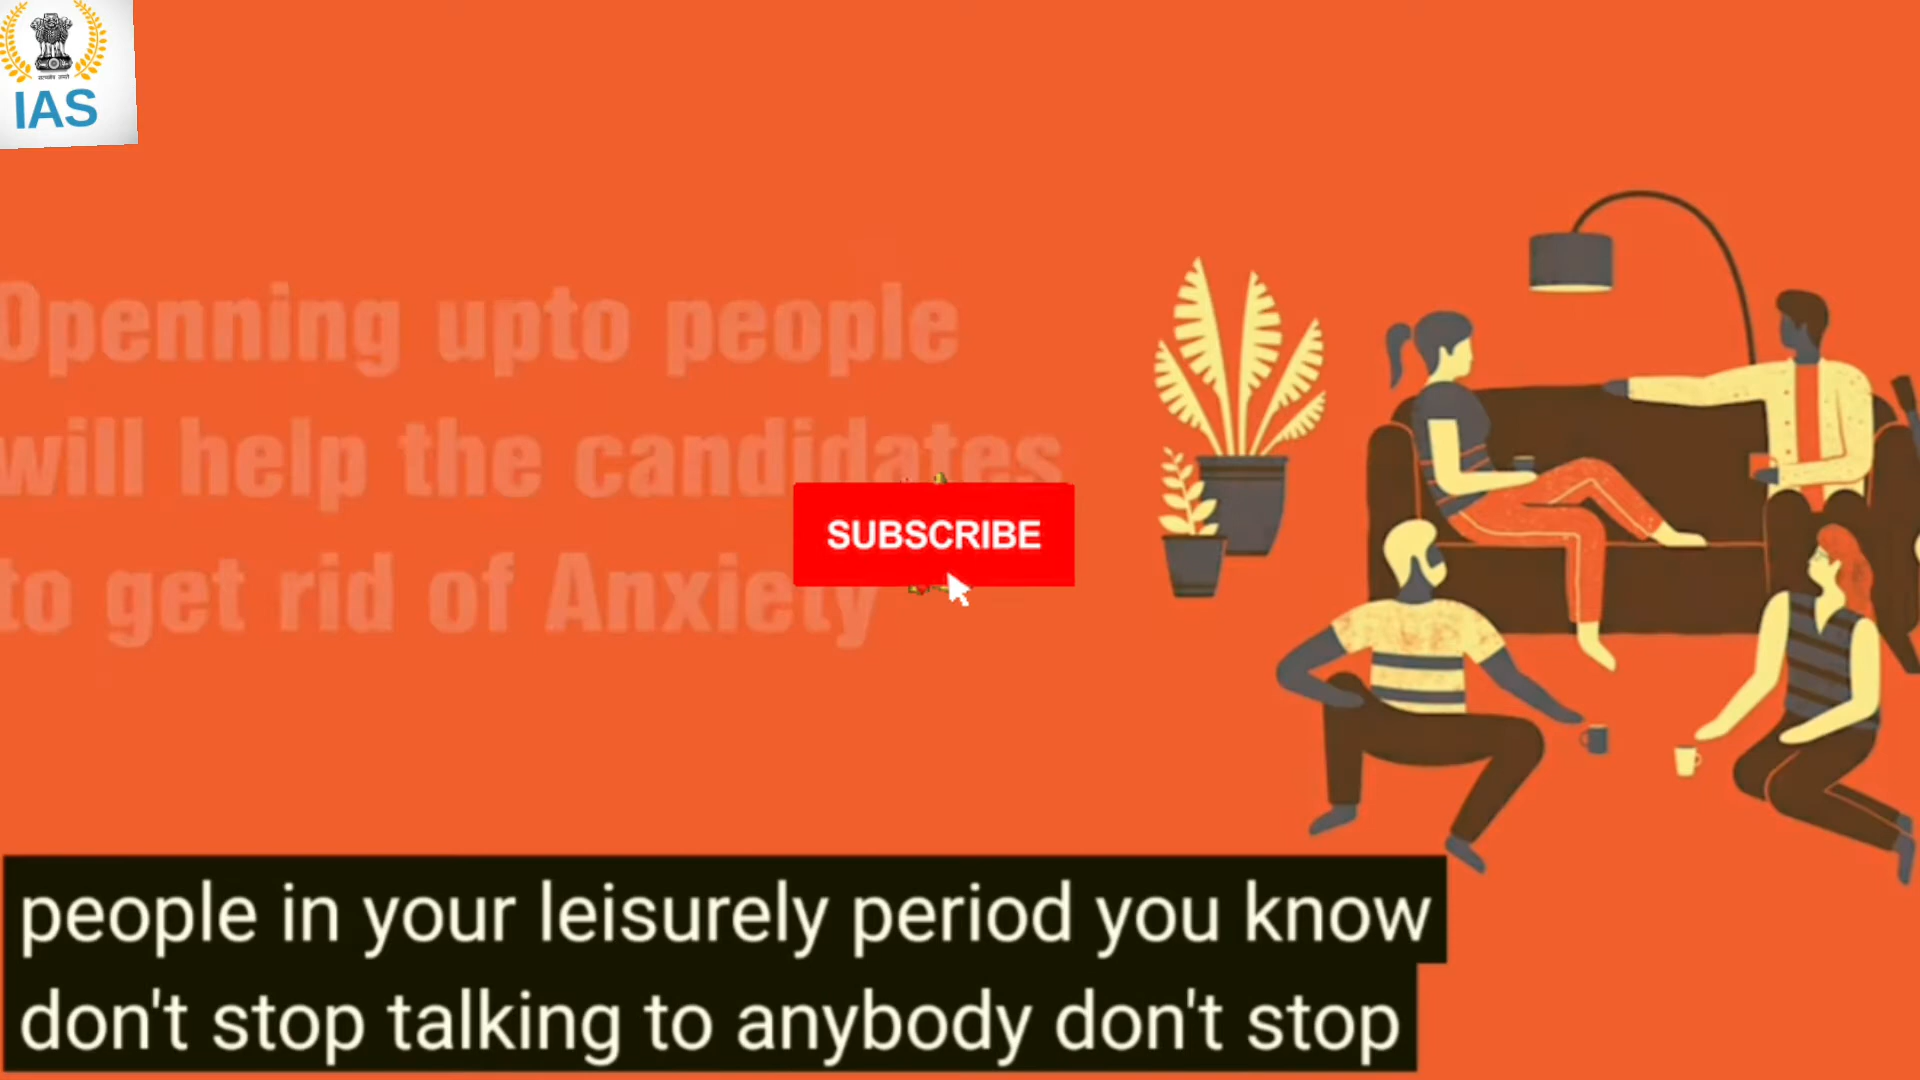 IAS
Openning upto people
will help the candidates
to get rid of Anxiety
SUBSCRIBE
people in your leisurely period you know
don't stop talking to anybody don't stop